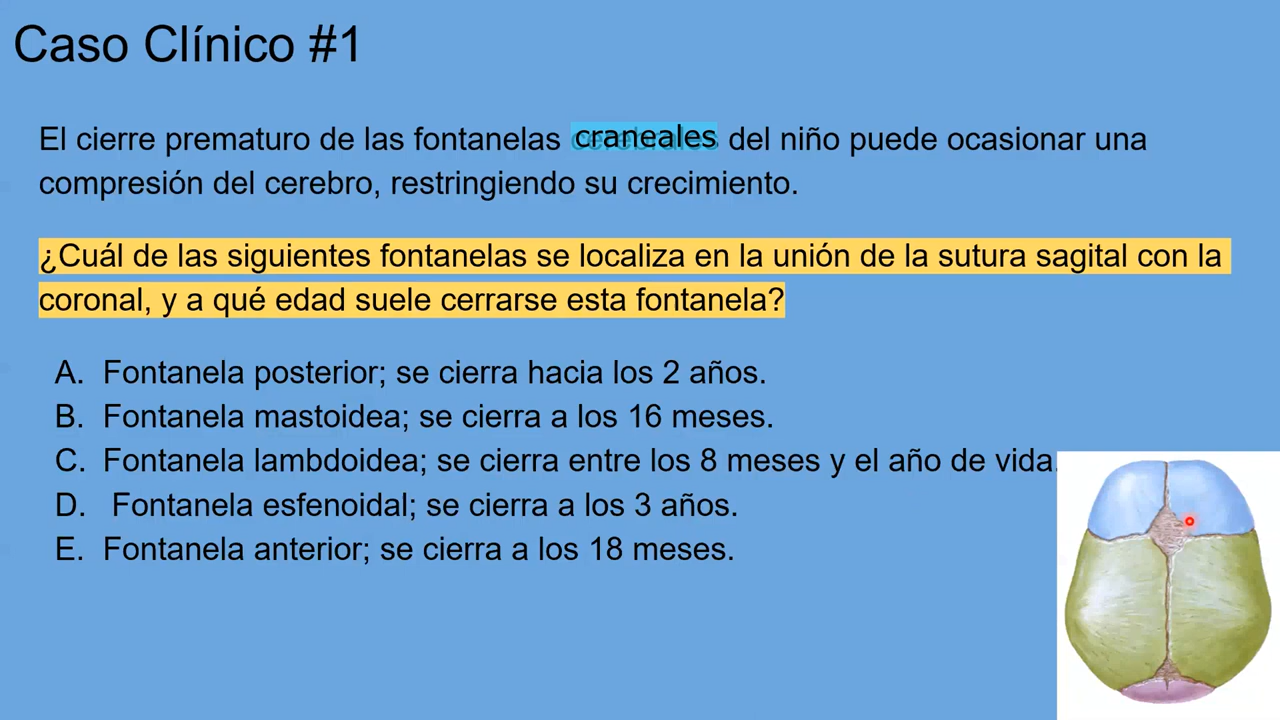 Caso Clínico #1
El cierre prematuro de las fontanelas craneales del niño puede ocasionar una
compresión del cerebro, restringiendo su crecimiento.
¿Cuál de las siguientes fontanelas se localiza en la unión de la sutura sagital con la
coronal, y a qué edad suele cerrarse esta fontanela?
A. Fontanela posterior; se cierra hacia los 2 años.
B. Fontanela mastoidea; se cierra a los 16 meses.
C. Fontanela lambdoidea; se cierra entre los 8 meses y el año de vida.
D. Fontanela esfenoidal; se cierra a los 3 años.
E. Fontanela anterior; se cierra a los 18 meses.